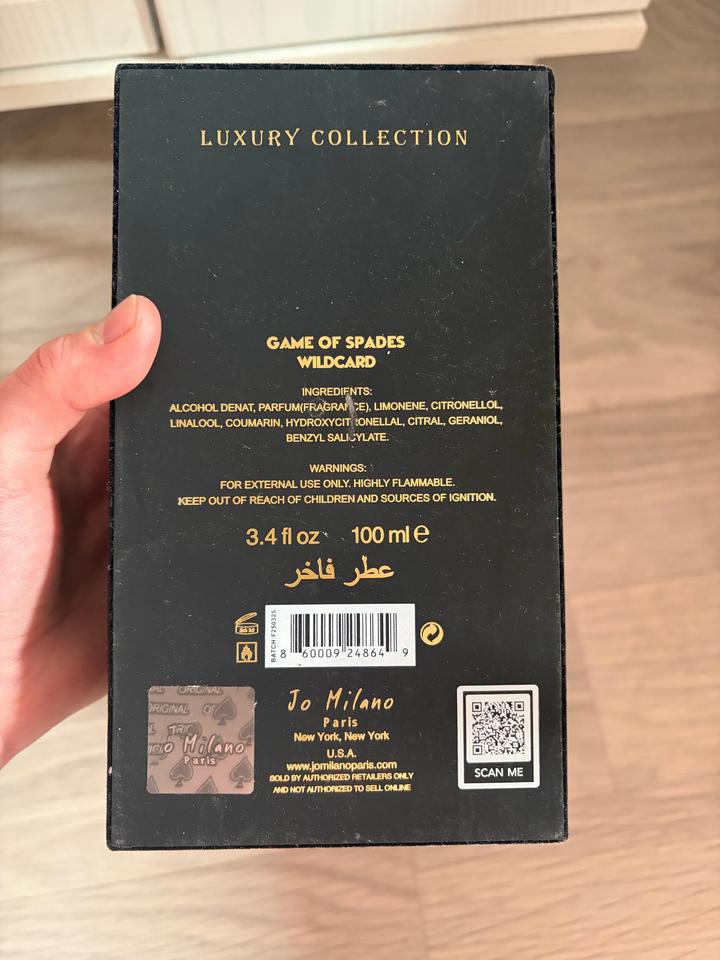 LUXURY COLLECTION
GAME OF SPADES
WILDCARD
INGREDIENTS:
ALCOHOL DENAT, PARFUM(FRAGRANCE), LIMONENE, CITRONELLOL,
LINALOOL, COUMARIN, HYDROXYCITRONELLAL, CITRAL, GERANIOL,
BENZYL SALICYLATE.
WARNINGS:
FOR EXTERNAL USE ONLY. HIGHLY FLAMMABLE.
KEEP OUT OF REACH OF CHILDREN AND SOURCES OF IGNITION.
3.4 fl oz 100 ml ℮
عطر فاخر
BATCH:F250325
8 60009 24864 9
Jo Milano
Paris
New York, New York
U.S.A.
www.jomilanoparis.com
SOLD BY AUTHORIZED RETAILERS ONLY
AND NOT AUTHORIZED TO SELL ONLINE
ORIGINAL
ORIGINAL
Jo Milano
Paris
SCAN ME